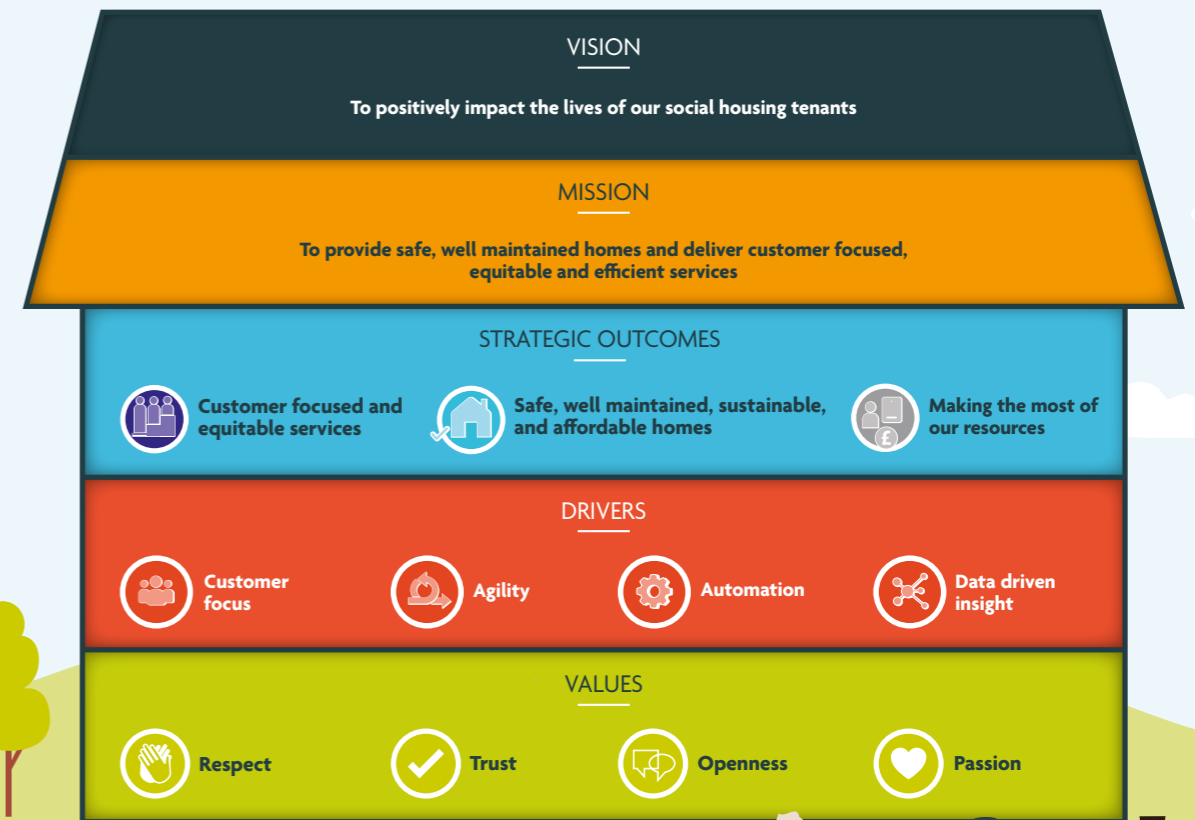 VISION
To positively impact the lives of our social housing tenants
MISSION
To provide safe, well maintained homes and deliver customer focused,
equitable and efficient services
STRATEGIC OUTCOMES
Customer focused and
equitable services
Safe, well maintained, sustainable,
and affordable homes
£
Making the most of
our resources
DRIVERS
Customer
focus
Agility
Automation
Data driven
insight
VALUES
Respect
Trust
Openness
Passion